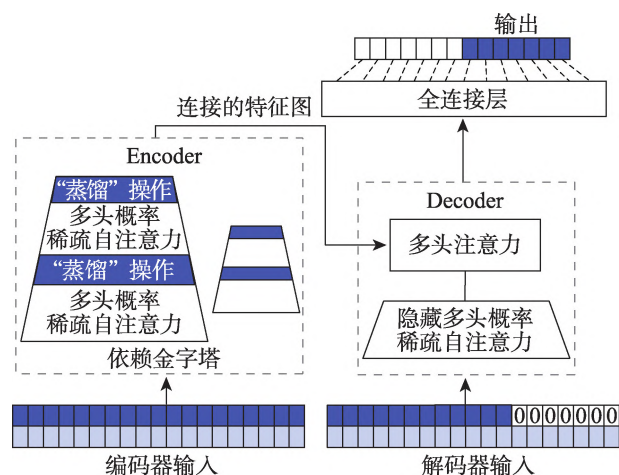 输出
全连接层
连接的特征图
Encoder
“蒸馏”操作
多头概率
稀疏自注意力
“蒸馏”操作
多头概率
稀疏自注意力
依赖金字塔
编码器输入
Decoder
多头注意力
隐藏多头概率
稀疏自注意力
0000000
解码器输入